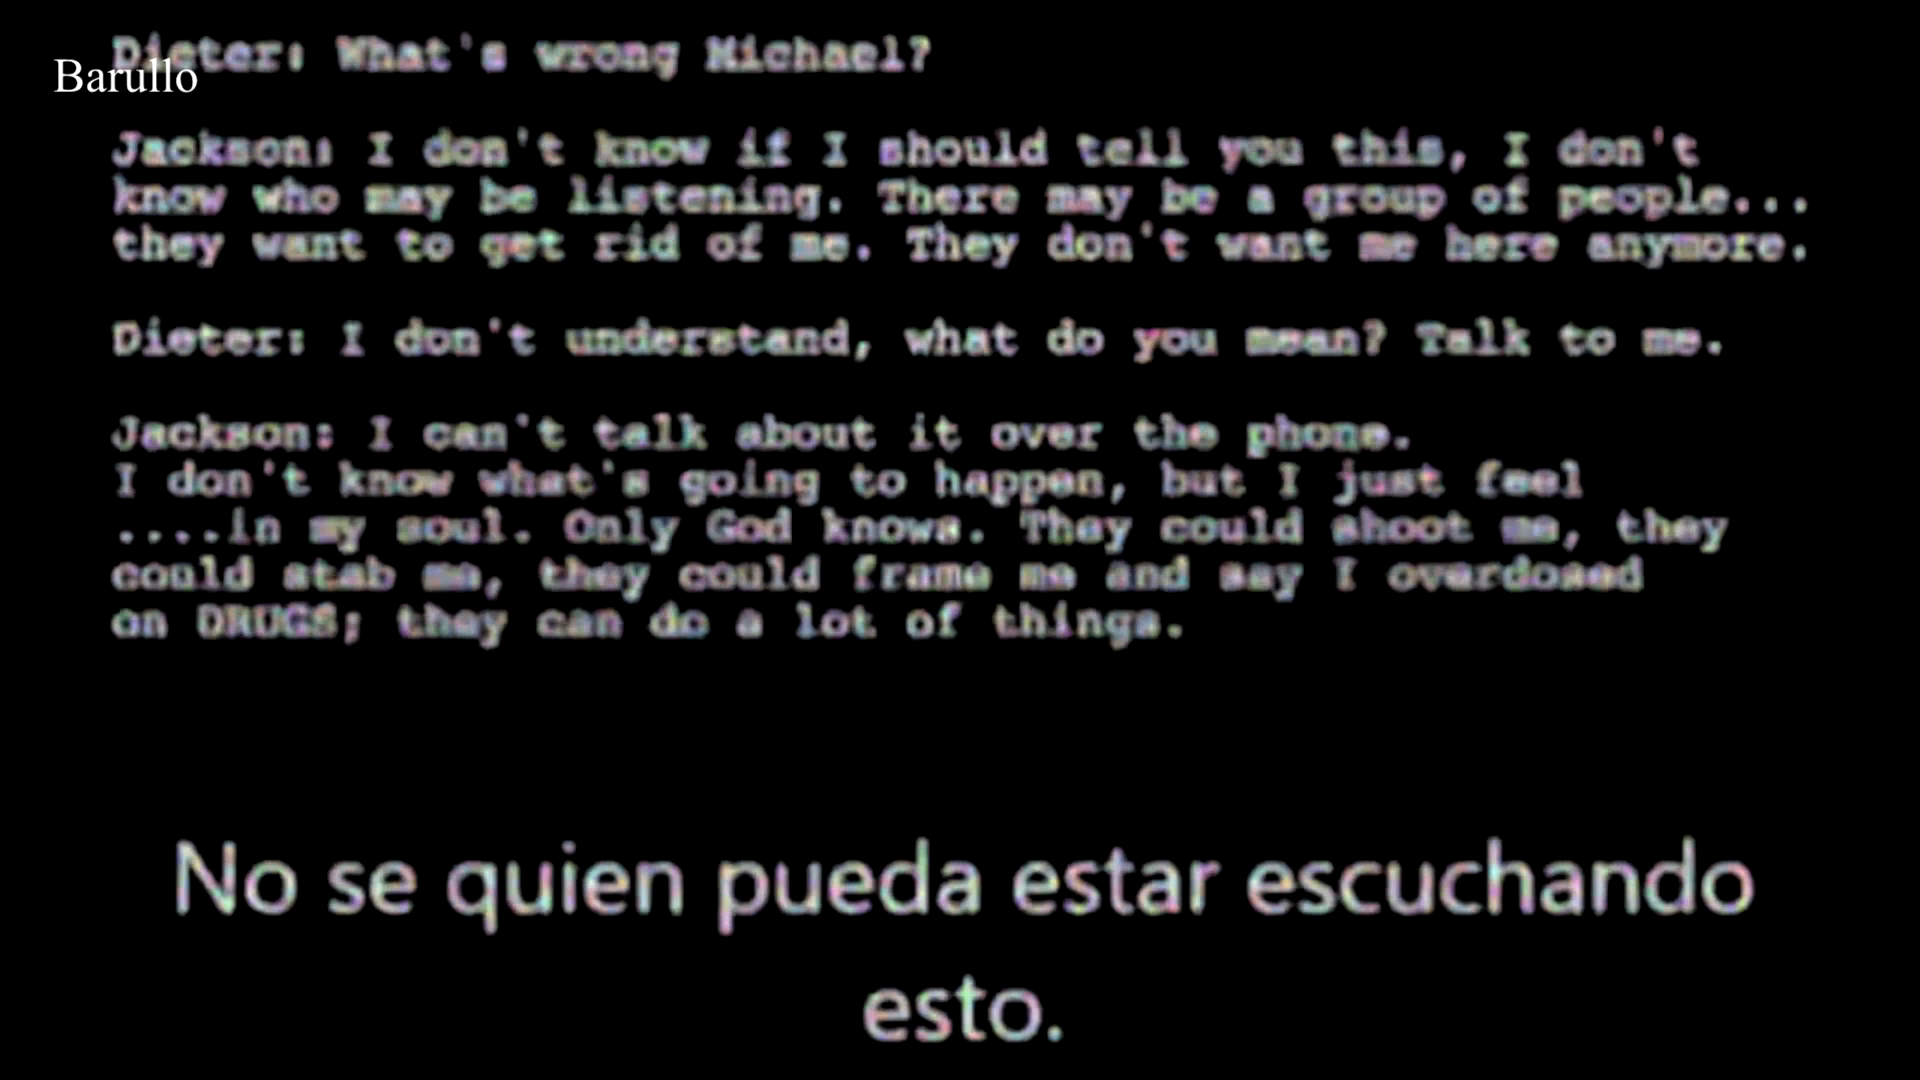 Dieter: What's wrong Michael?
Barullo
Jackson: I don't know if I should tell you this, I don't
know who may be listening. There may be a group of people...
they want to get rid of me. They don't want me here anymore.
Dieter: I don't understand, what do you mean? Talk to me.
Jackson: I can't talk about it over the phone.
I don't know what's going to happen, but I just feel
....in my soul. Only God knows. They could shoot me, they
could stab me, they could frame me and say I overdosed
on DRUGS; they can do a lot of things.
No se quien pueda estar escuchando
esto.